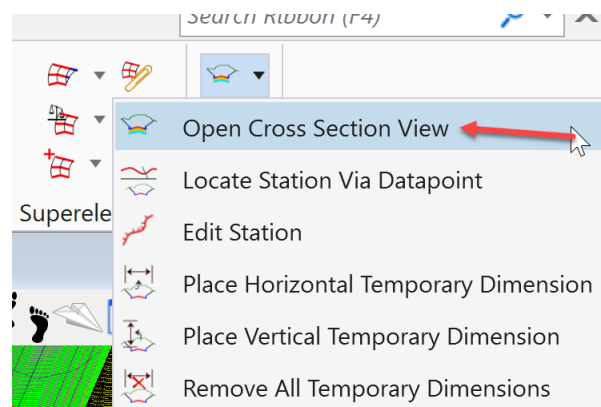 Search Ribbon (F4)
Open Cross Section View
Locate Station Via Datapoint
Superele
Edit Station
Place Horizontal Temporary Dimension
Place Vertical Temporary Dimension
Remove All Temporary Dimensions